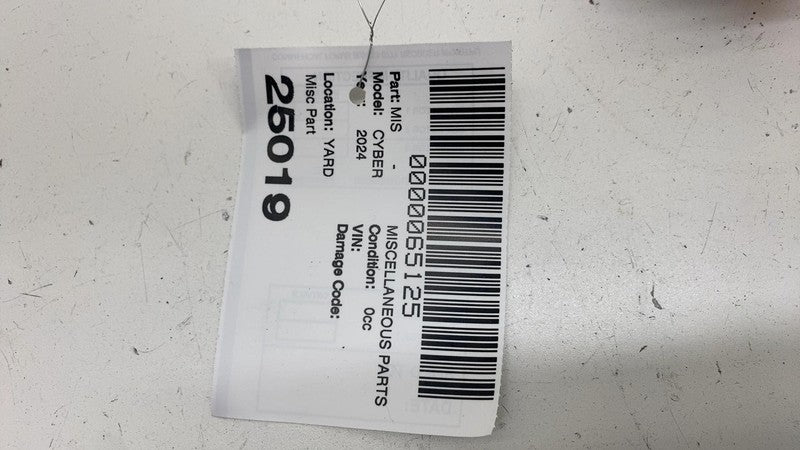 0000065125
Part: MIS - MISCELLANEOUS PARTS
Model: CYBER Condition: 0cc
Year: 2024 VIN:
Damage Code:
Location: YARD
Misc Part
25019
DATE: